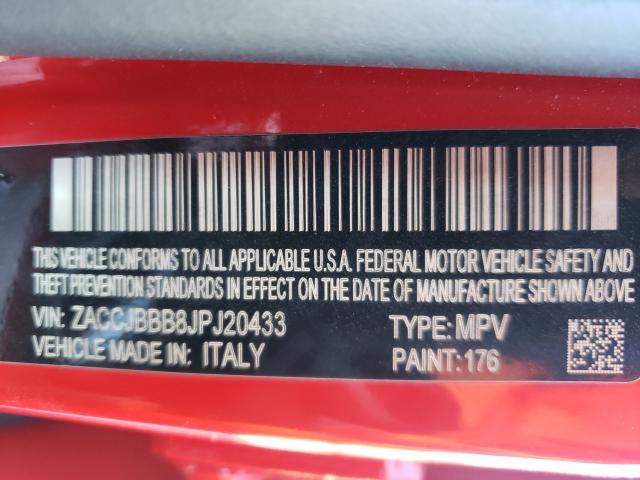 THIS VEHICLE CONFORMS TO ALL APPLICABLE U.S.A. FEDERAL MOTOR VEHICLE SAFETY AND
THEFT PREVENTION STANDARDS IN EFFECT ON THE DATE OF MANUFACTURE SHOWN ABOVE
VIN: ZACCJBBB8JPJ20433 TYPE: MPV
VEHICLE MADE IN: ITALY PAINT:176